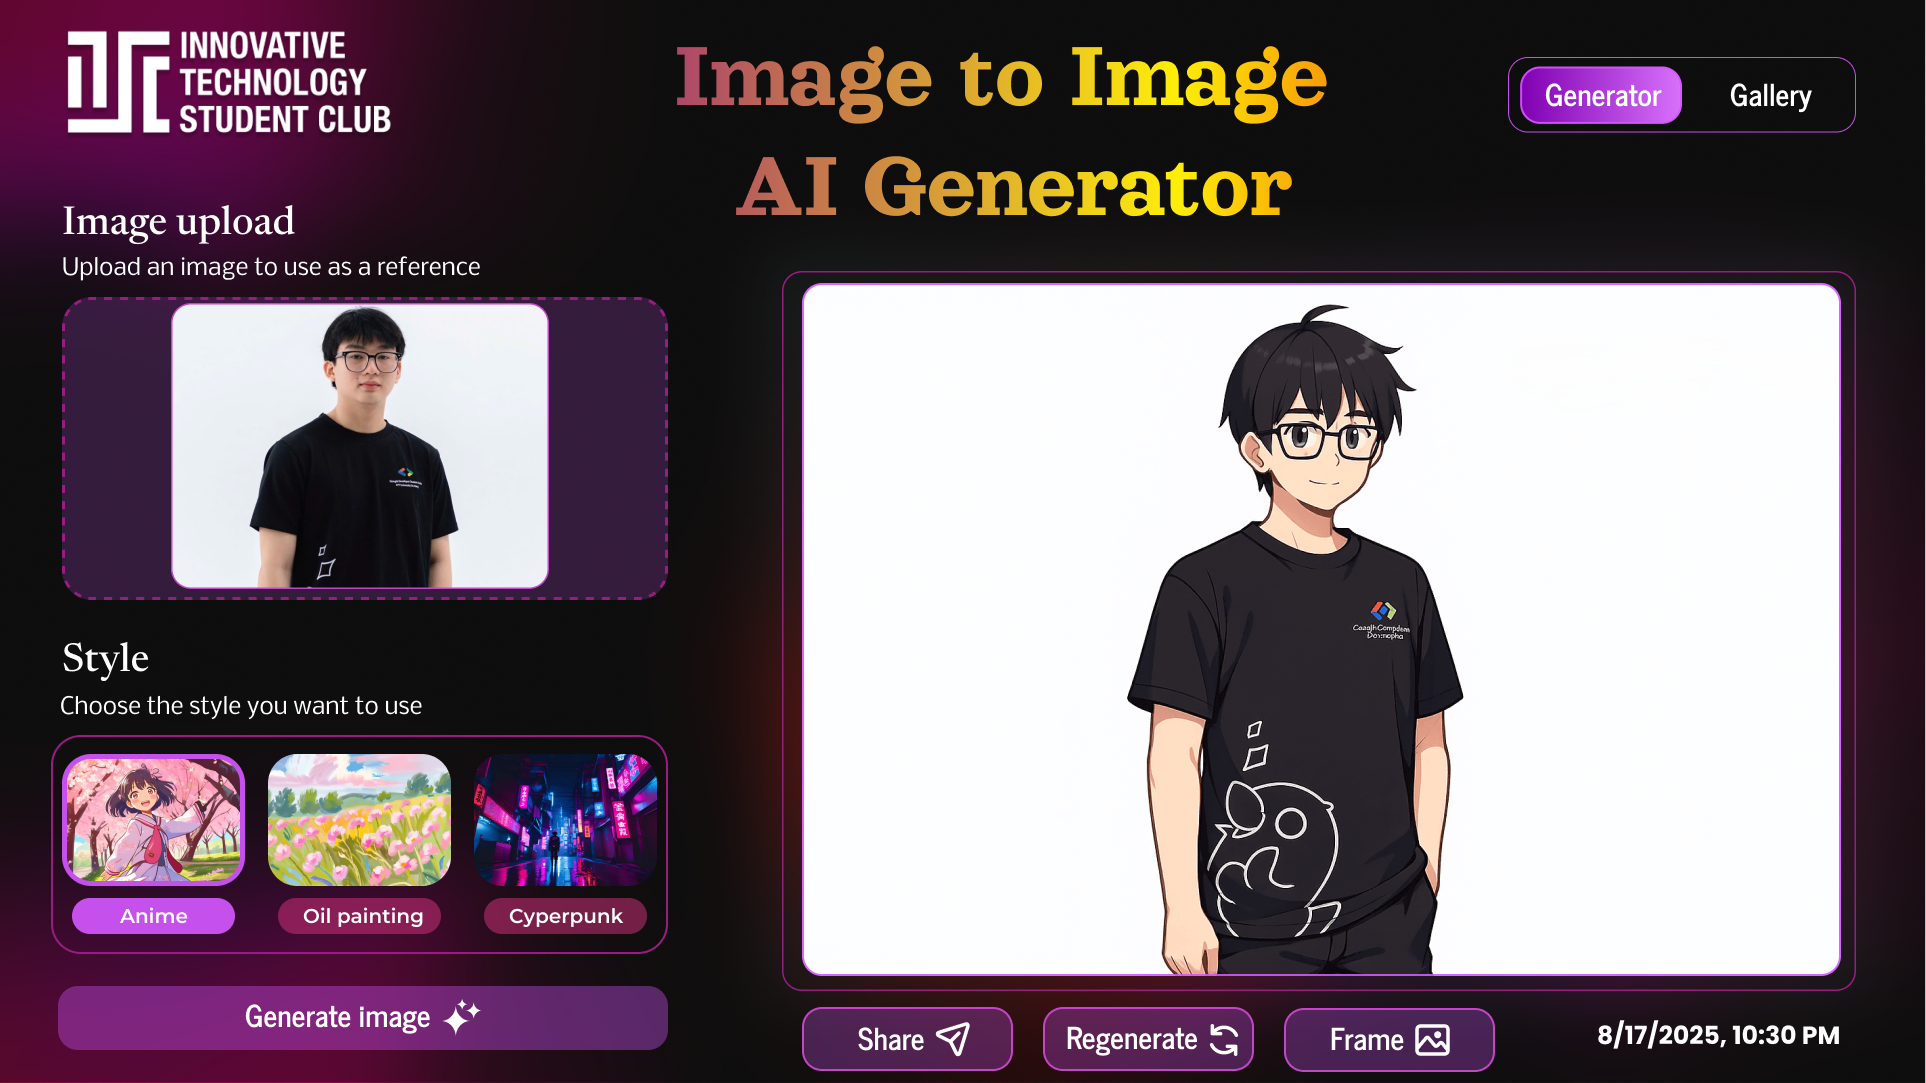 INNOVATIVE
TECHNOLOGY
STUDENT CLUB
Image to Image
AI Generator
Generator
Gallery
Image upload
Upload an image to use as a reference
Style
Choose the style you want to use
Anime
Oil painting
Cyperpunk
Generate image
Share
Regenerate
Frame
8/17/2025, 10:30 PM